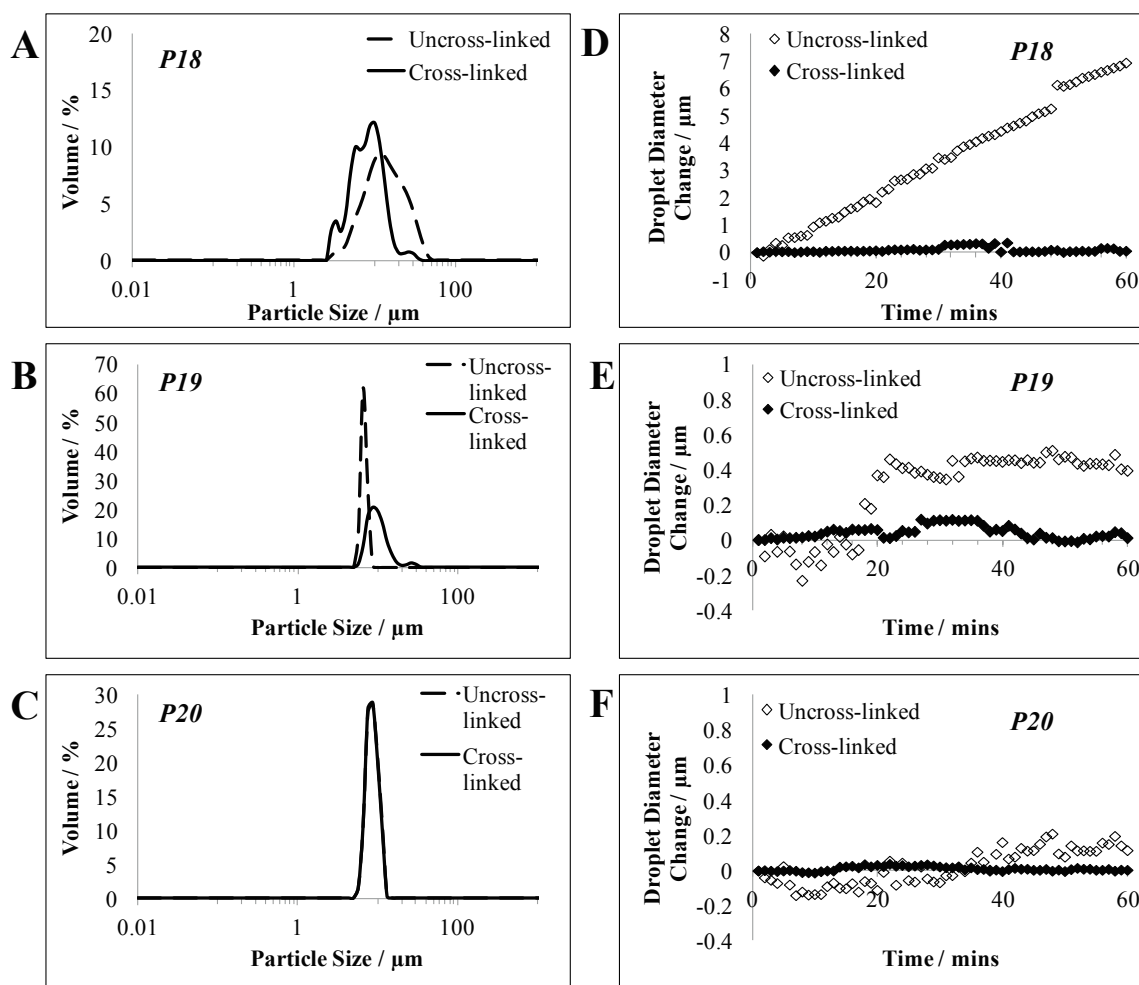 A
P18
Uncross-linked
Cross-linked
20
15
10
5
0
Volume / %
0.01
1
100
Particle Size / µm
D
P18
Uncross-linked
Cross-linked
8
7
6
5
4
3
2
1
0
-1
Droplet Diameter
Change / µm
0
20
40
60
Time / mins
B
P19
Uncross-
linked
Cross-
linked
70
60
50
40
30
20
10
0
Volume / %
0.01
1
100
Particle Size / µm
E
P19
Uncross-linked
Cross-linked
1
0.8
0.6
0.4
0.2
0
-0.2
-0.4
Droplet Diameter
Change / µm
0
20
40
60
Time / mins
C
P20
Uncross-
linked
Cross-
linked
30
25
20
15
10
5
0
Volume / %
0.01
1
100
Particle Size / µm
F
P20
Uncross-linked
Cross-linked
1
0.8
0.6
0.4
0.2
0
-0.2
-0.4
Droplet Diameter
Change / µm
0
20
40
60
Time / mins